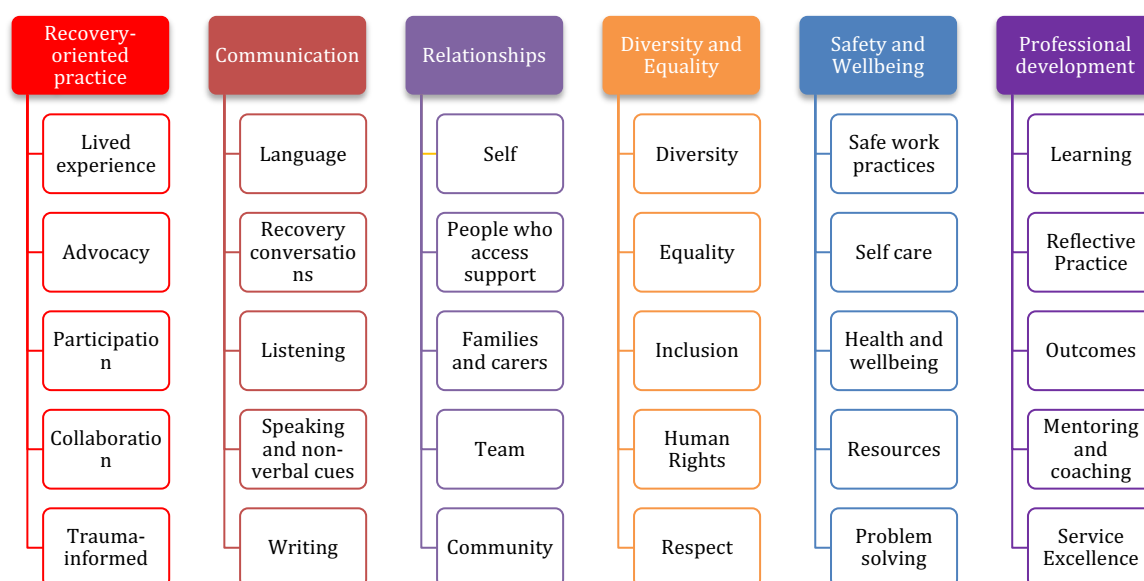 Recovery-
oriented
practice
Lived
experience
Advocacy
Participatio
n
Collaboratio
n
Trauma-
informed
Communication
Language
Recovery
conversatio
ns
Listening
Speaking
and non-
verbal cues
Writing
Relationships
Self
People who
access
support
Families
and carers
Team
Community
Diversity and
Equality
Diversity
Equality
Inclusion
Human
Rights
Respect
Safety and
Wellbeing
Safe work
practices
Self care
Health and
wellbeing
Resources
Problem
solving
Professional
development
Learning
Reflective
Practice
Outcomes
Mentoring
and
coaching
Service
Excellence